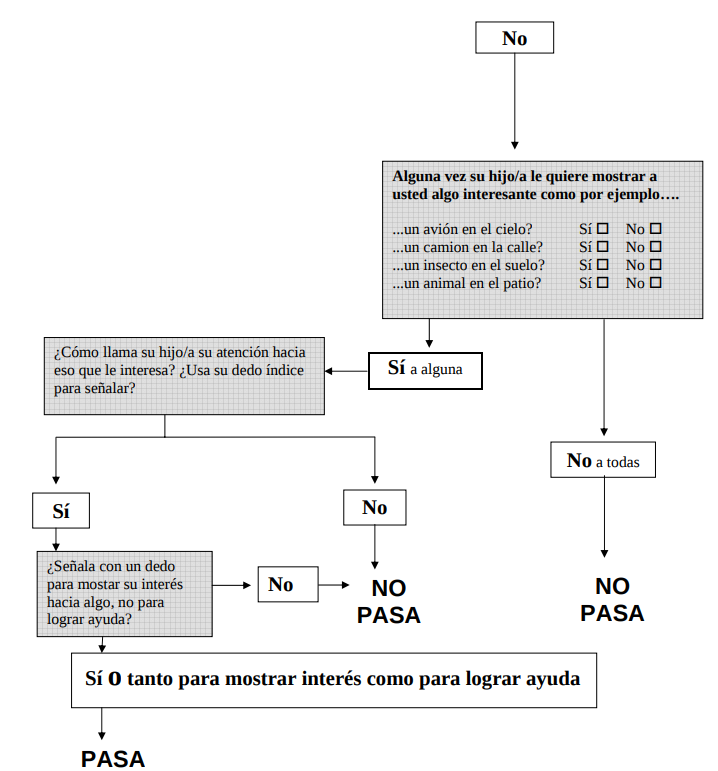 No
Alguna vez su hijo/a le quiere mostrar a
usted algo interesante como por ejemplo….
...un avión en el cielo? Sí ☐ No ☐
...un camion en la calle? Sí ☐ No ☐
...un insecto en el suelo? Sí ☐ No ☐
...un animal en el patio? Sí ☐ No ☐
Sí a alguna
¿Cómo llama su hijo/a su atención hacia
eso que le interesa? ¿Usa su dedo índice
para señalar?
No a todas
Sí
No
¿Señala con un dedo
para mostar su interés
hacia algo, no para
lograr ayuda?
No
NO
PASA
NO
PASA
Sí o tanto para mostrar interés como para lograr ayuda
PASA